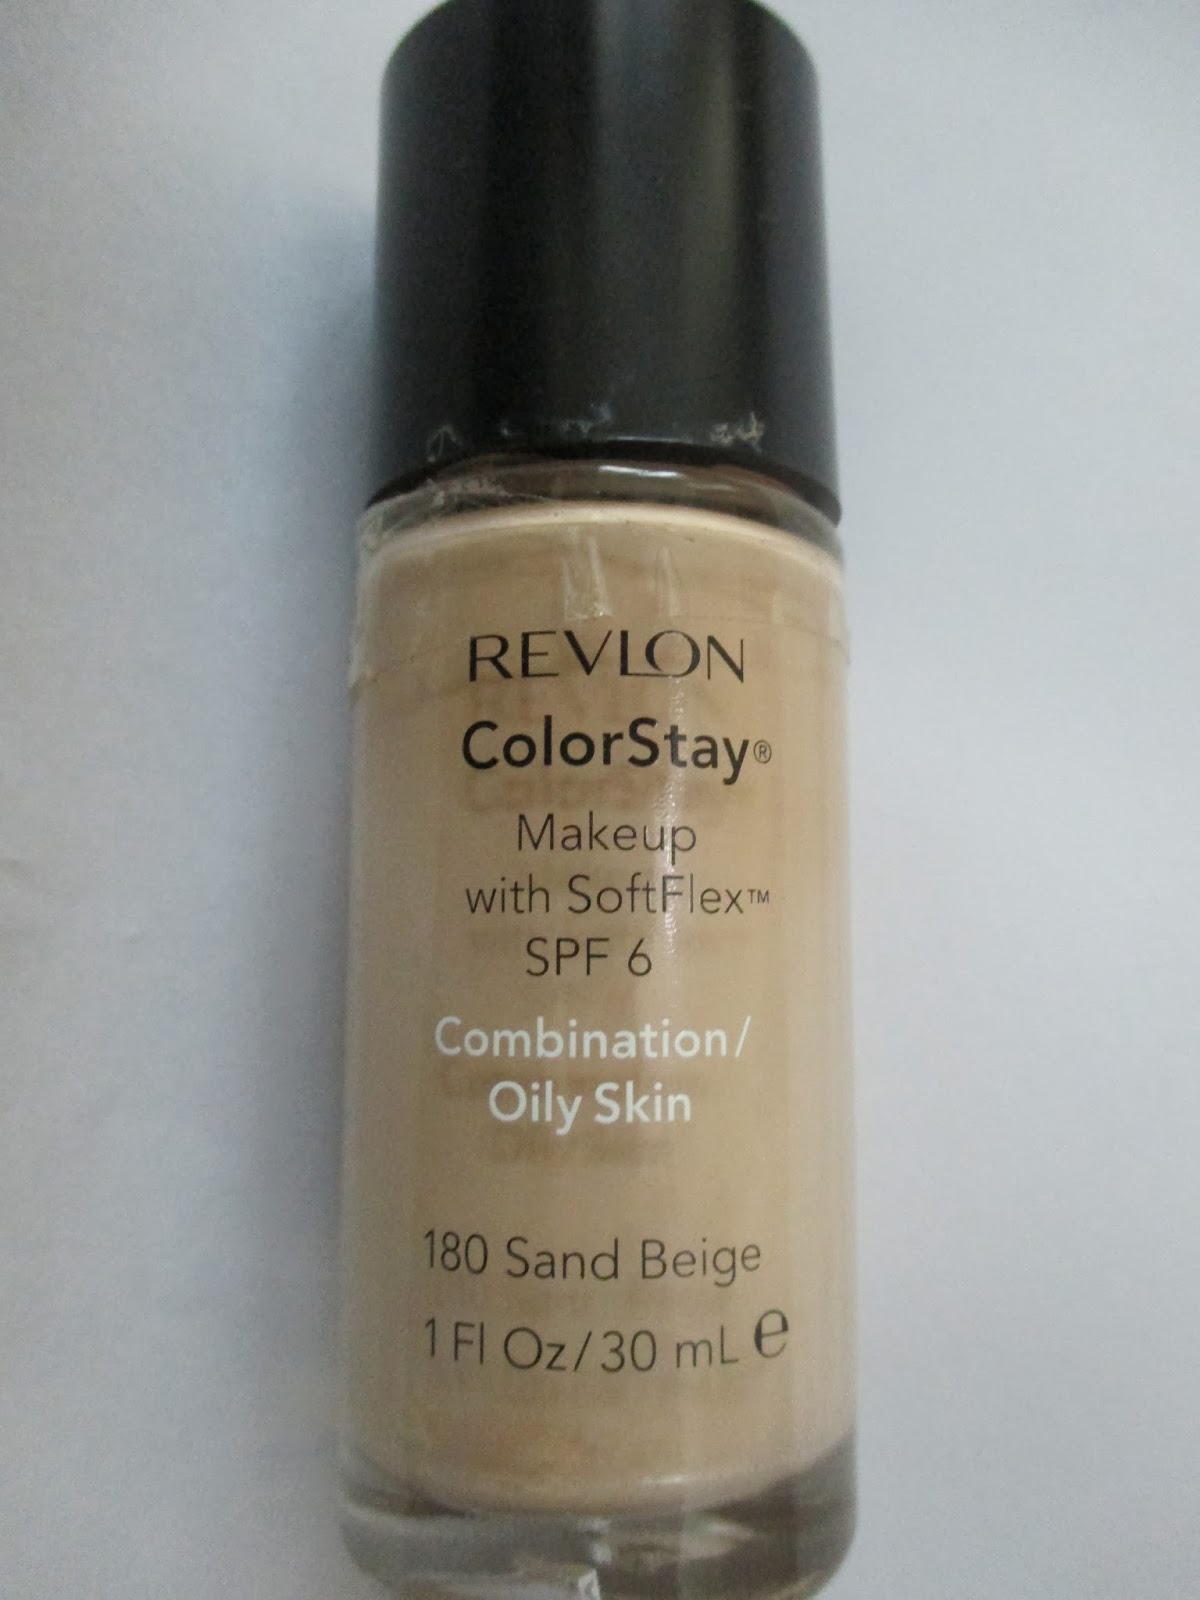 REVLON
ColorStay®
Makeup
with SoftFlex™
SPF 6
Combination/
Oily Skin
180 Sand Beige
1 Fl Oz/30 mL ℮